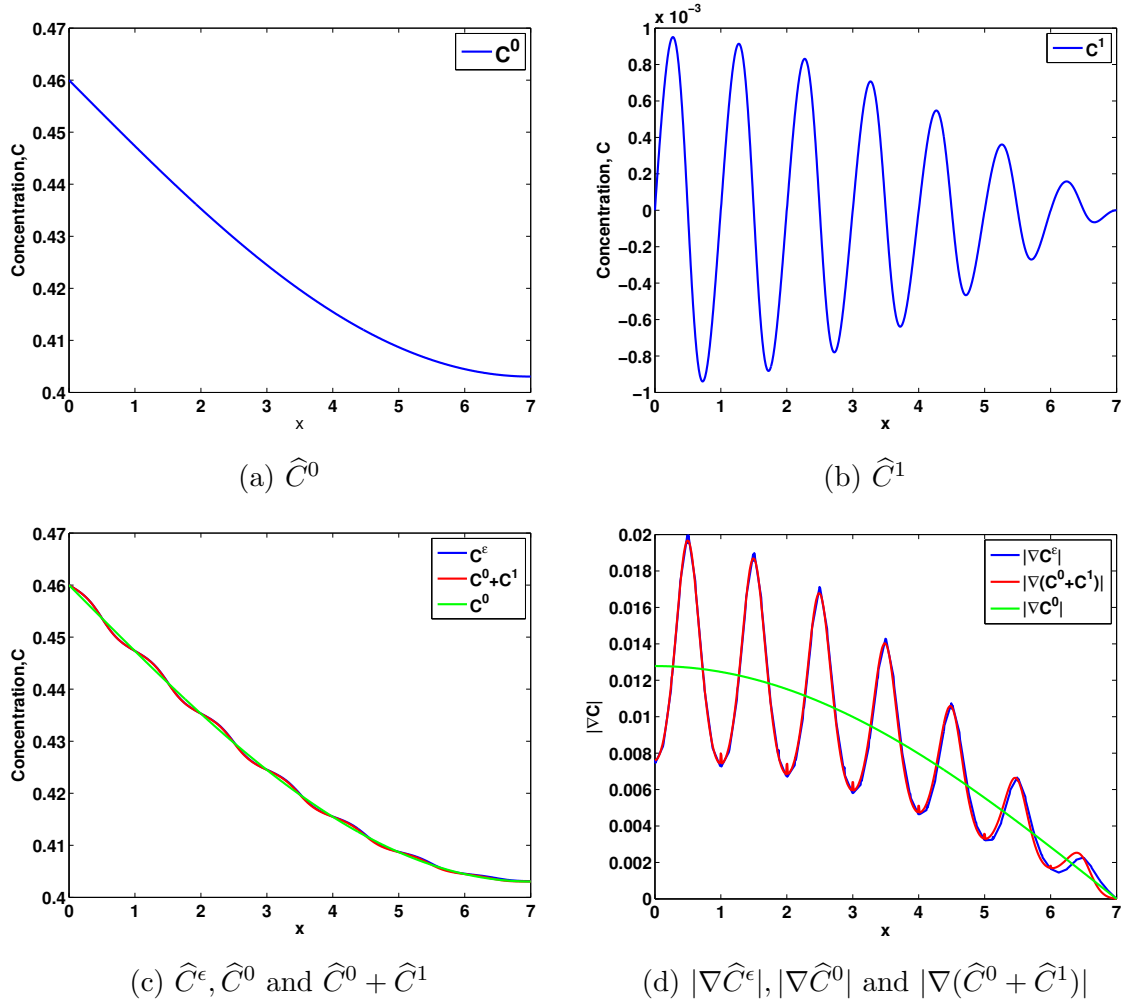 0.47
0.46
0.45
0.44
0.43
0.42
0.41
0.4
0 1 2 3 4 5 6 7
x
Concentration,C
C⁰
(a) Ĉ⁰
x 10⁻³
1
0.8
0.6
0.4
0.2
0
−0.2
−0.4
−0.6
−0.8
−1
0 1 2 3 4 5 6 7
x
Concentration, C
C¹
(b) Ĉ¹
0.47
0.46
0.45
0.44
0.43
0.42
0.41
0.4
0 1 2 3 4 5 6 7
x
Concentration,C
C^ε
C⁰+C¹
C⁰
(c) Ĉ^ϵ, Ĉ⁰ and Ĉ⁰ + Ĉ¹
0.02
0.018
0.016
0.014
0.012
0.01
0.008
0.006
0.004
0.002
0
0 1 2 3 4 5 6 7
x
|∇C|
|∇C^ε|
|∇(C⁰+C¹)|
|∇C⁰|
(d) |∇Ĉ^ϵ|, |∇Ĉ⁰| and |∇(Ĉ⁰ + Ĉ¹)|